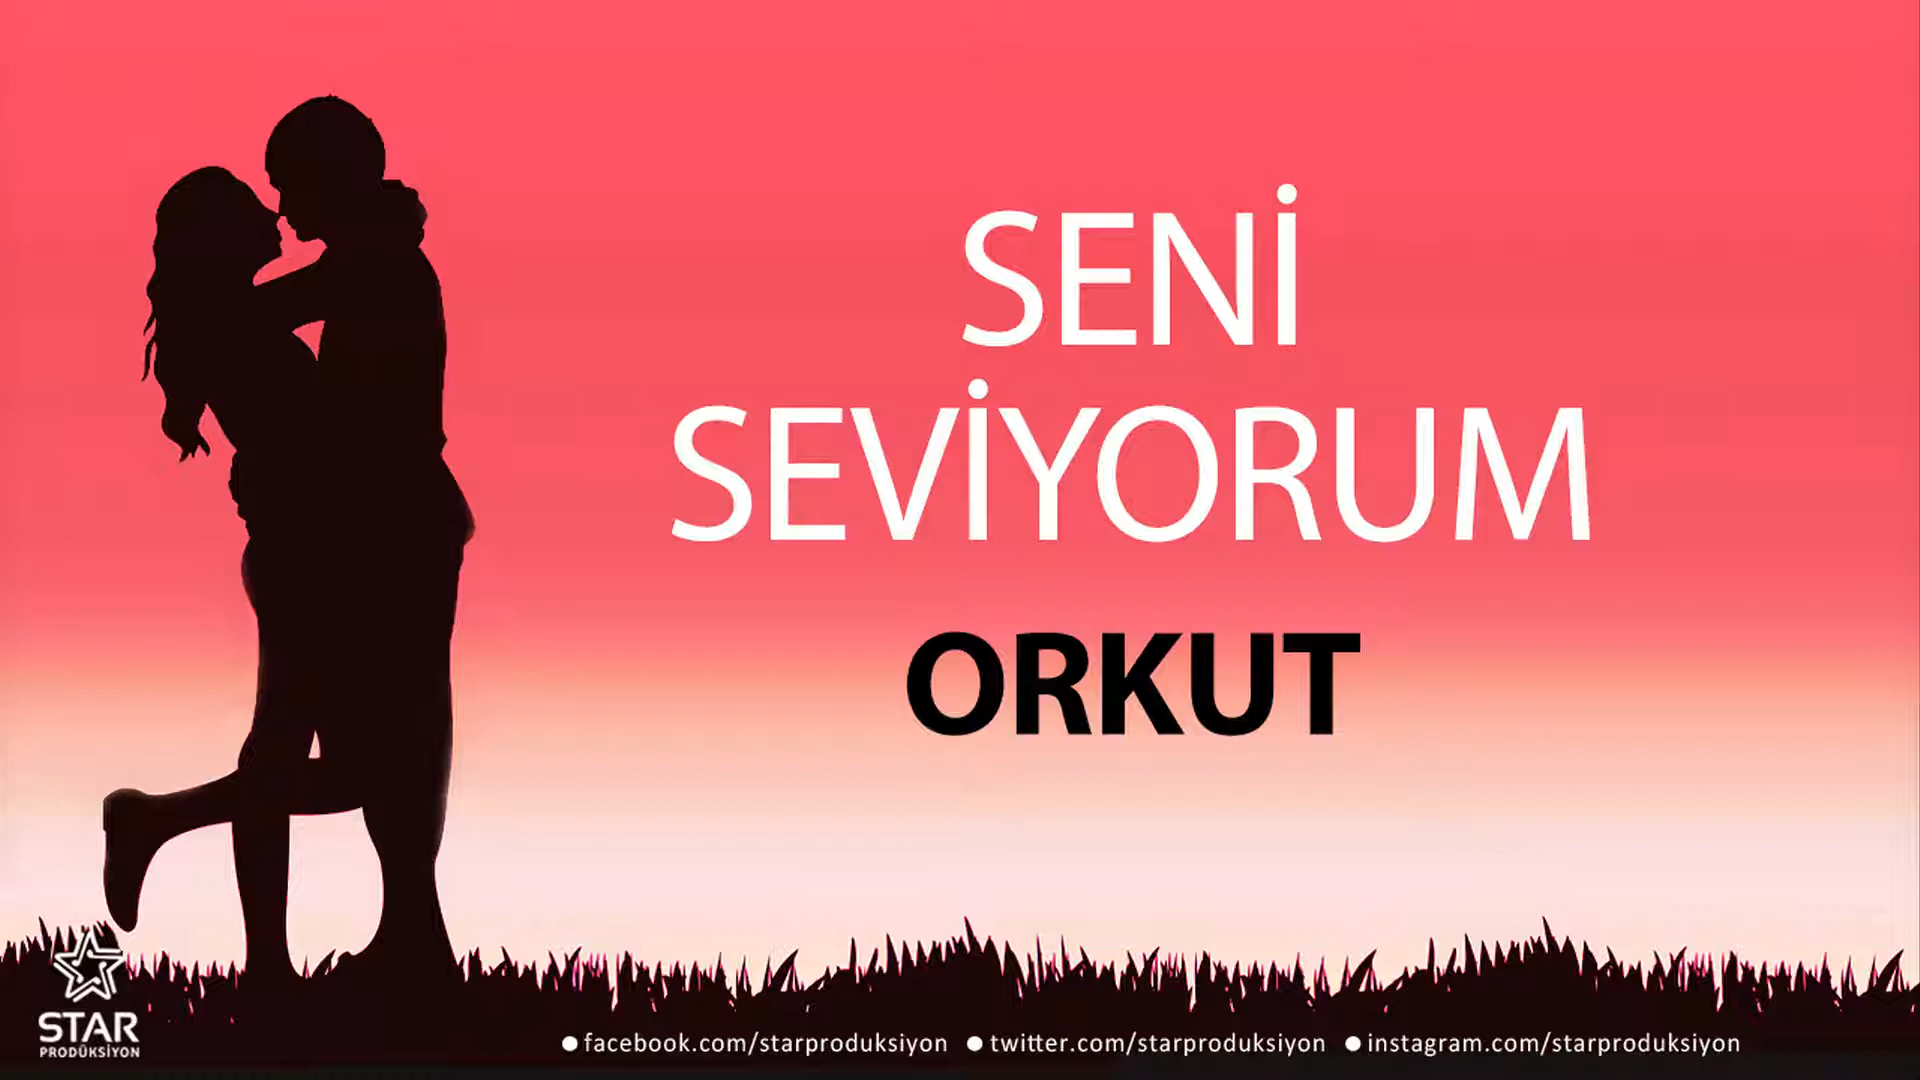 SENİ
SEVİYORUM
ORKUT
STAR
PRODÜKSİYON
●facebook.com/starproduksiyon ●twitter.com/starproduksiyon ●instagram.com/starproduksiyon